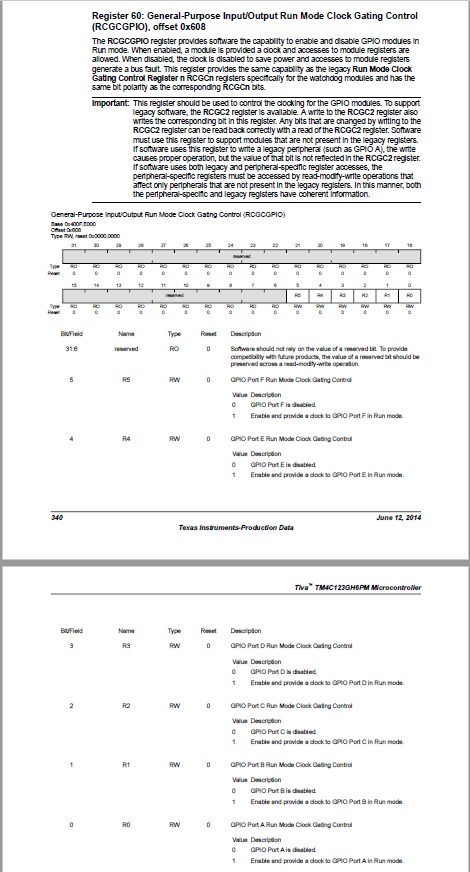 Register 60: General-Purpose Input/Output Run Mode Clock Gating Control
(RCGCGPIO), offset 0x608
The RCGCGPIO register provides software the capability to enable and disable GPIO modules in
Run mode. When enabled, a module is provided a clock and accesses to module registers are
allowed. When disabled, the clock is disabled to save power and accesses to module registers
generate a bus fault. This register provides the same capability as the legacy Run Mode Clock
Gating Control Register n RCGCn registers specifically for the watchdog modules and has the
same bit polarity as the corresponding RCGCn bits.
Important: This register should be used to control the clocking for the GPIO modules. To support
legacy software, the RCGC2 register is available. A write to the RCGC2 register also
writes the corresponding bit in this register. Any bits that are changed by writing to the
RCGC2 register can be read back correctly with a read of the RCGC2 register. Software
must use this register to support modules that are not present in the legacy registers.
If software uses this register to write a legacy peripheral (such as GPIO A), the write
causes proper operation, but the value of that bit is not reflected in the RCGC2 register.
If software uses both legacy and peripheral-specific register accesses, the
peripheral-specific registers must be accessed by read-modify-write operations that
affect only peripherals that are not present in the legacy registers. In this manner, both
the peripheral-specific and legacy registers have coherent information.
General-Purpose Input/Output Run Mode Clock Gating Control (RCGCGPIO)
Base 0x400F.E000
Offset 0x608
Type RW, reset 0x0000.0000
31 30 29 28 27 26 25 24 23 22 21 20 19 18 17 16
reserved
Type RO RO RO RO RO RO RO RO RO RO RO RO RO RO RO RO
Reset 0 0 0 0 0 0 0 0 0 0 0 0 0 0 0 0
15 14 13 12 11 10 9 8 7 6 5 4 3 2 1 0
reserved R5 R4 R3 R2 R1 R0
Type RO RO RO RO RO RO RO RO RO RO RW RW RW RW RW RW
Reset 0 0 0 0 0 0 0 0 0 0 0 0 0 0 0 0
Bit/Field Name Type Reset Description
31:6 reserved RO 0 Software should not rely on the value of a reserved bit. To provide
compatibility with future products, the value of a reserved bit should be
preserved across a read-modify-write operation.
5 R5 RW 0 GPIO Port F Run Mode Clock Gating Control
Value Description
0 GPIO Port F is disabled.
1 Enable and provide a clock to GPIO Port F in Run mode.
4 R4 RW 0 GPIO Port E Run Mode Clock Gating Control
Value Description
0 GPIO Port E is disabled.
1 Enable and provide a clock to GPIO Port E in Run mode.
340 June 12, 2014
Texas Instruments-Production Data
Tiva™ TM4C123GH6PM Microcontroller
Bit/Field Name Type Reset Description
3 R3 RW 0 GPIO Port D Run Mode Clock Gating Control
Value Description
0 GPIO Port D is disabled.
1 Enable and provide a clock to GPIO Port D in Run mode.
2 R2 RW 0 GPIO Port C Run Mode Clock Gating Control
Value Description
0 GPIO Port C is disabled.
1 Enable and provide a clock to GPIO Port C in Run mode.
1 R1 RW 0 GPIO Port B Run Mode Clock Gating Control
Value Description
0 GPIO Port B is disabled.
1 Enable and provide a clock to GPIO Port B in Run mode.
0 R0 RW 0 GPIO Port A Run Mode Clock Gating Control
Value Description
0 GPIO Port A is disabled.
1 Enable and provide a clock to GPIO Port A in Run mode.